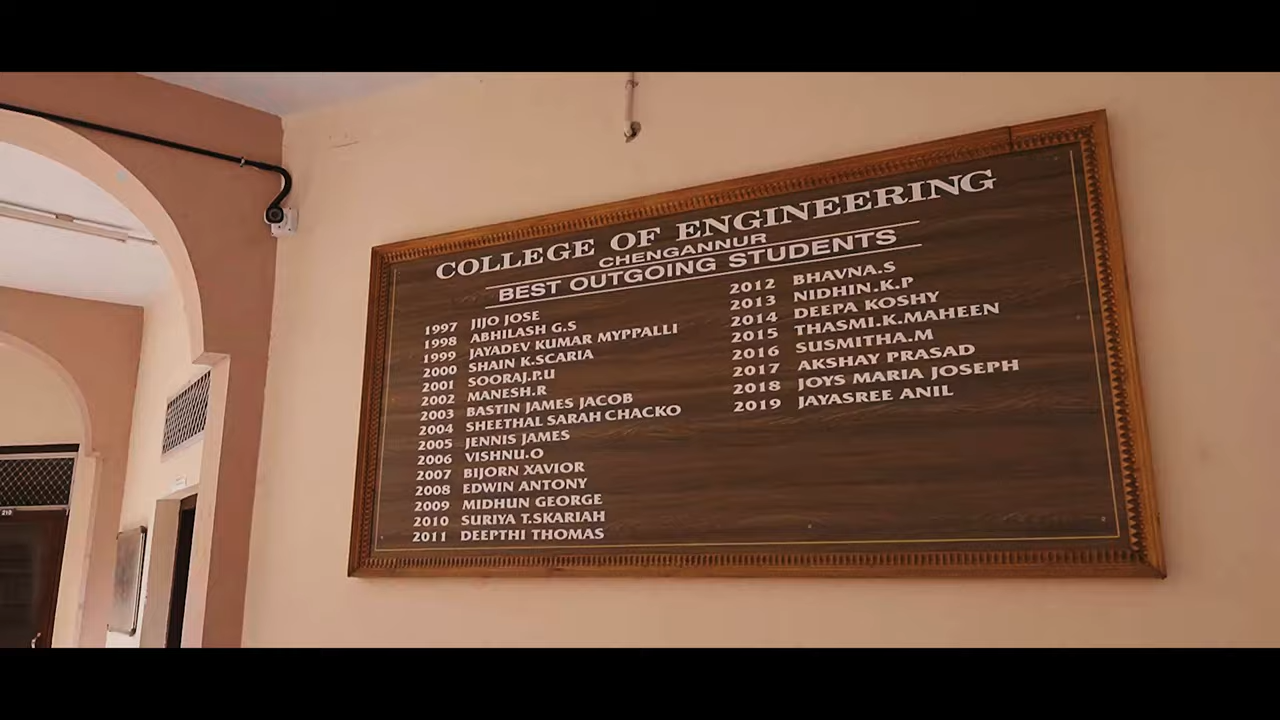 COLLEGE OF ENGINEERING
CHENGANNUR
BEST OUTGOING STUDENTS
1997 JIJO JOSE
1998 ABHILASH G.S
1999 JAYADEV KUMAR MYPPALLI
2000 SHAIN K.SCARIA
2001 SOORAJ.P.U
2002 MANESH.R
2003 BASTIN JAMES JACOB
2004 SHEETHAL SARAH CHACKO
2005 JENNIS JAMES
2006 VISHNU.O
2007 BIJORN XAVIOR
2008 EDWIN ANTONY
2009 MIDHUN GEORGE
2010 SURIYA T.SKARIAH
2011 DEEPTHI THOMAS
2012 BHAVNA.S
2013 NIDHIN.K.P
2014 DEEPA KOSHY
2015 THASMI.K.MAHEEN
2016 SUSMITHA.M
2017 AKSHAY PRASAD
2018 JOYS MARIA JOSEPH
2019 JAYASREE ANIL
210